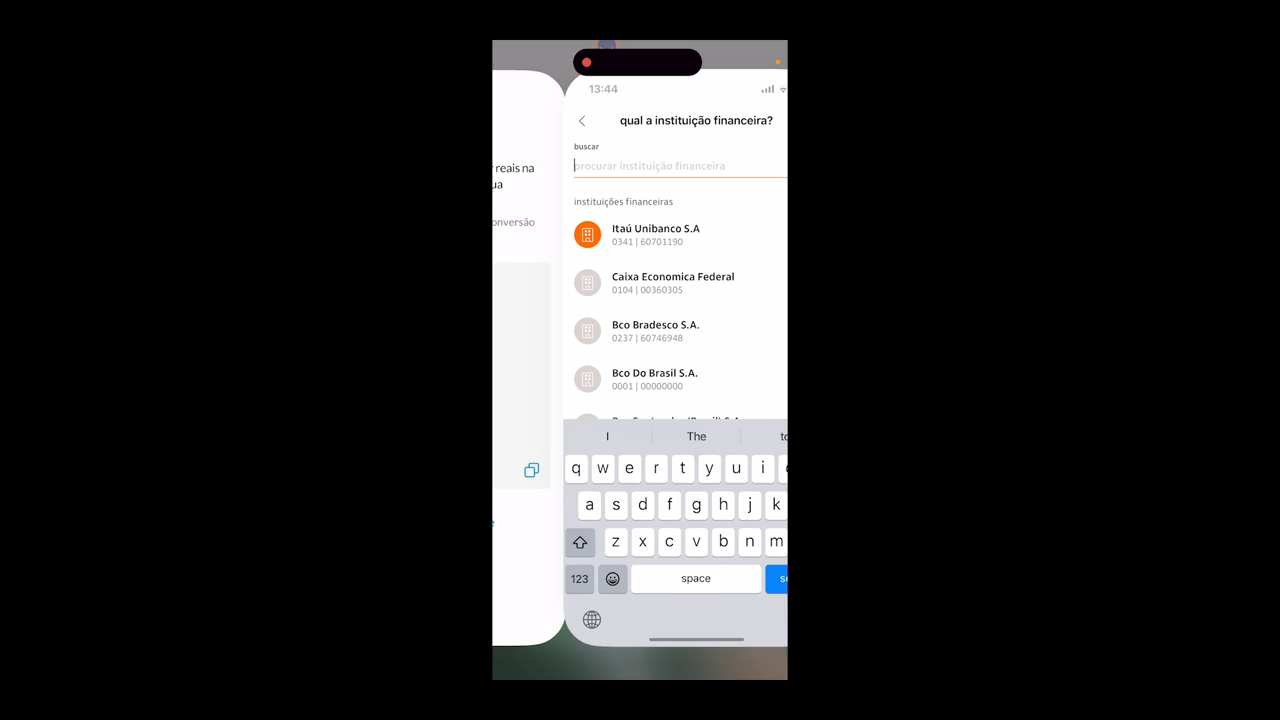 reais na
onversão
13:44
qual a instituição financeira?
buscar
procurar instituição financeira
instituições financeiras
Itaú Unibanco S.A
0341 | 60701190
Caixa Economica Federal
0104 | 00360305
Bco Bradesco S.A.
0237 | 60746948
Bco Do Brasil S.A.
0001 | 00000000
I The
q w e r t y u i
a s d f g h j k
z x c v b n m
123 space